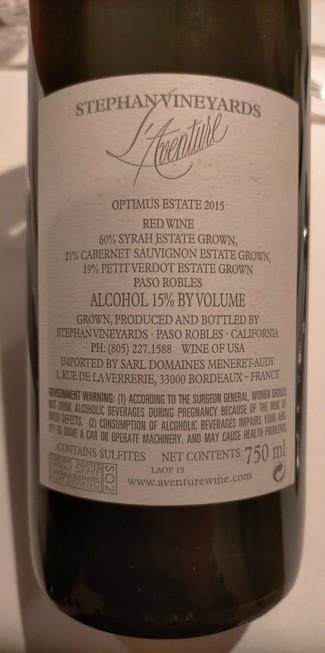 STEPHAN VINEYARDS
L'Aventure
OPTIMUS ESTATE 2015
RED WINE
60% SYRAH ESTATE GROWN,
21% CABERNET SAUVIGNON ESTATE GROWN,
19% PETIT VERDOT ESTATE GROWN
PASO ROBLES
ALCOHOL 15% BY VOLUME
GROWN, PRODUCED AND BOTTLED BY
STEPHAN VINEYARDS · PASO ROBLES · CALIFORNIA
PH: (805) 227.1588 WINE OF USA
IMPORTED BY SARL DOMAINES MENERET-AUDY
1, RUE DE LA VERRERIE, 33000 BORDEAUX – FRANCE
GOVERNMENT WARNING: (1) ACCORDING TO THE SURGEON GENERAL, WOMEN SHOULD
NOT DRINK ALCOHOLIC BEVERAGES DURING PREGNANCY BECAUSE OF THE RISK OF
BIRTH DEFECTS. (2) CONSUMPTION OF ALCOHOLIC BEVERAGES IMPAIRS YOUR ABIL-
ITY TO DRIVE A CAR OR OPERATE MACHINERY, AND MAY CAUSE HEALTH PROBLEMS.
CONTAINS SULFITES NET CONTENTS: 750 ml
SO2
LAOP 15
www.aventurewine.com